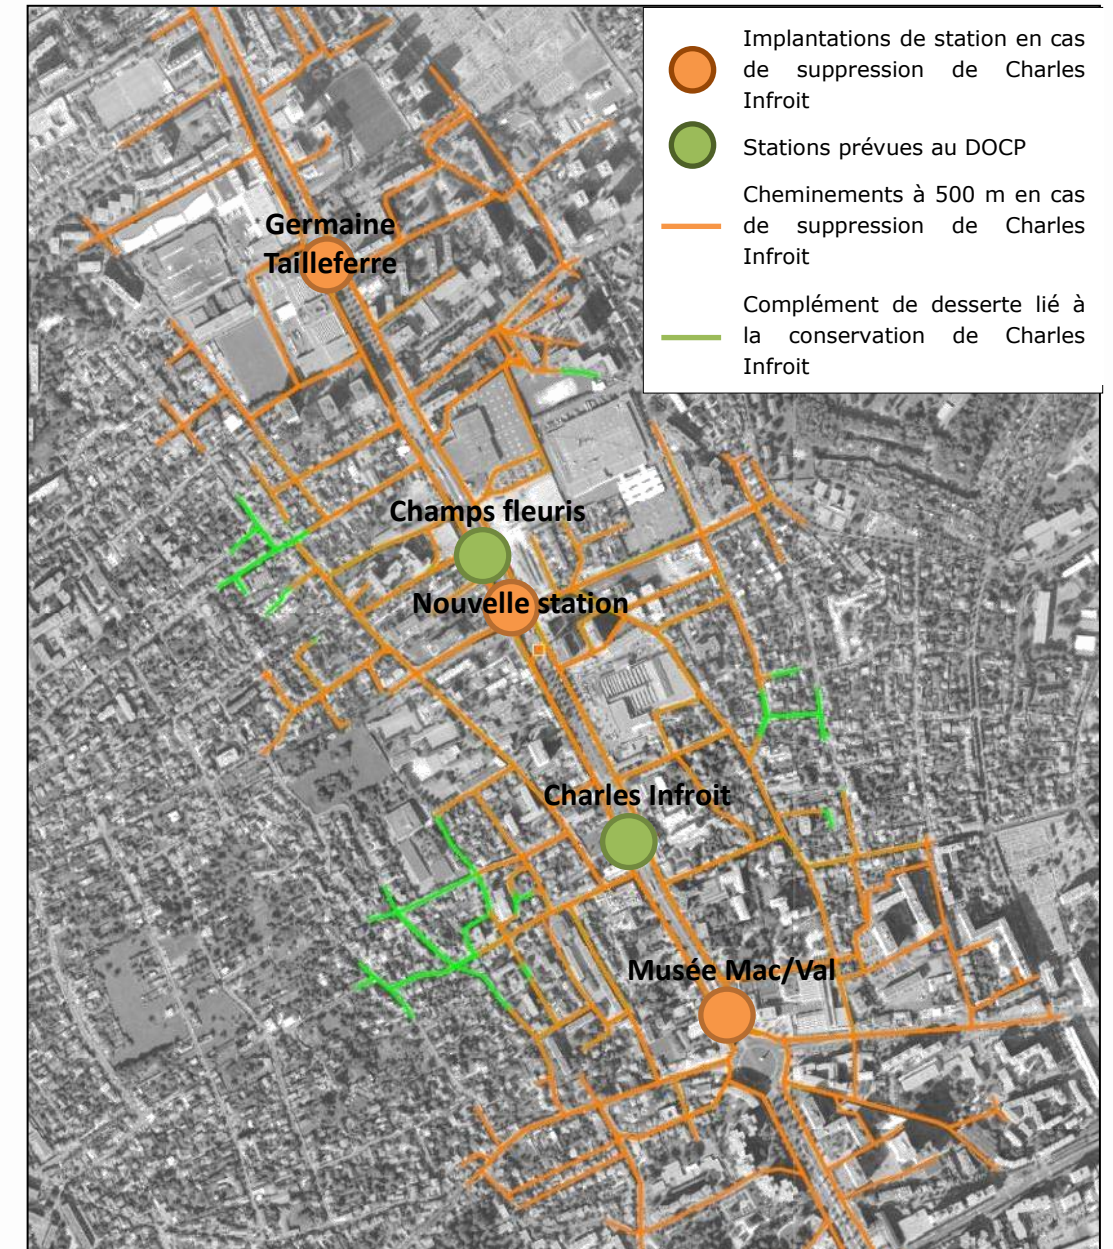 Implantations de station en cas
de suppression de Charles
Infroit
Stations prévues au DOCP
Cheminements à 500 m en cas
de suppression de Charles
Infroit
Complément de desserte lié à
la conservation de Charles
Infroit
Germaine
Tailleferre
Champs fleuris
Nouvelle station
Charles Infroit
Musée Mac/Val